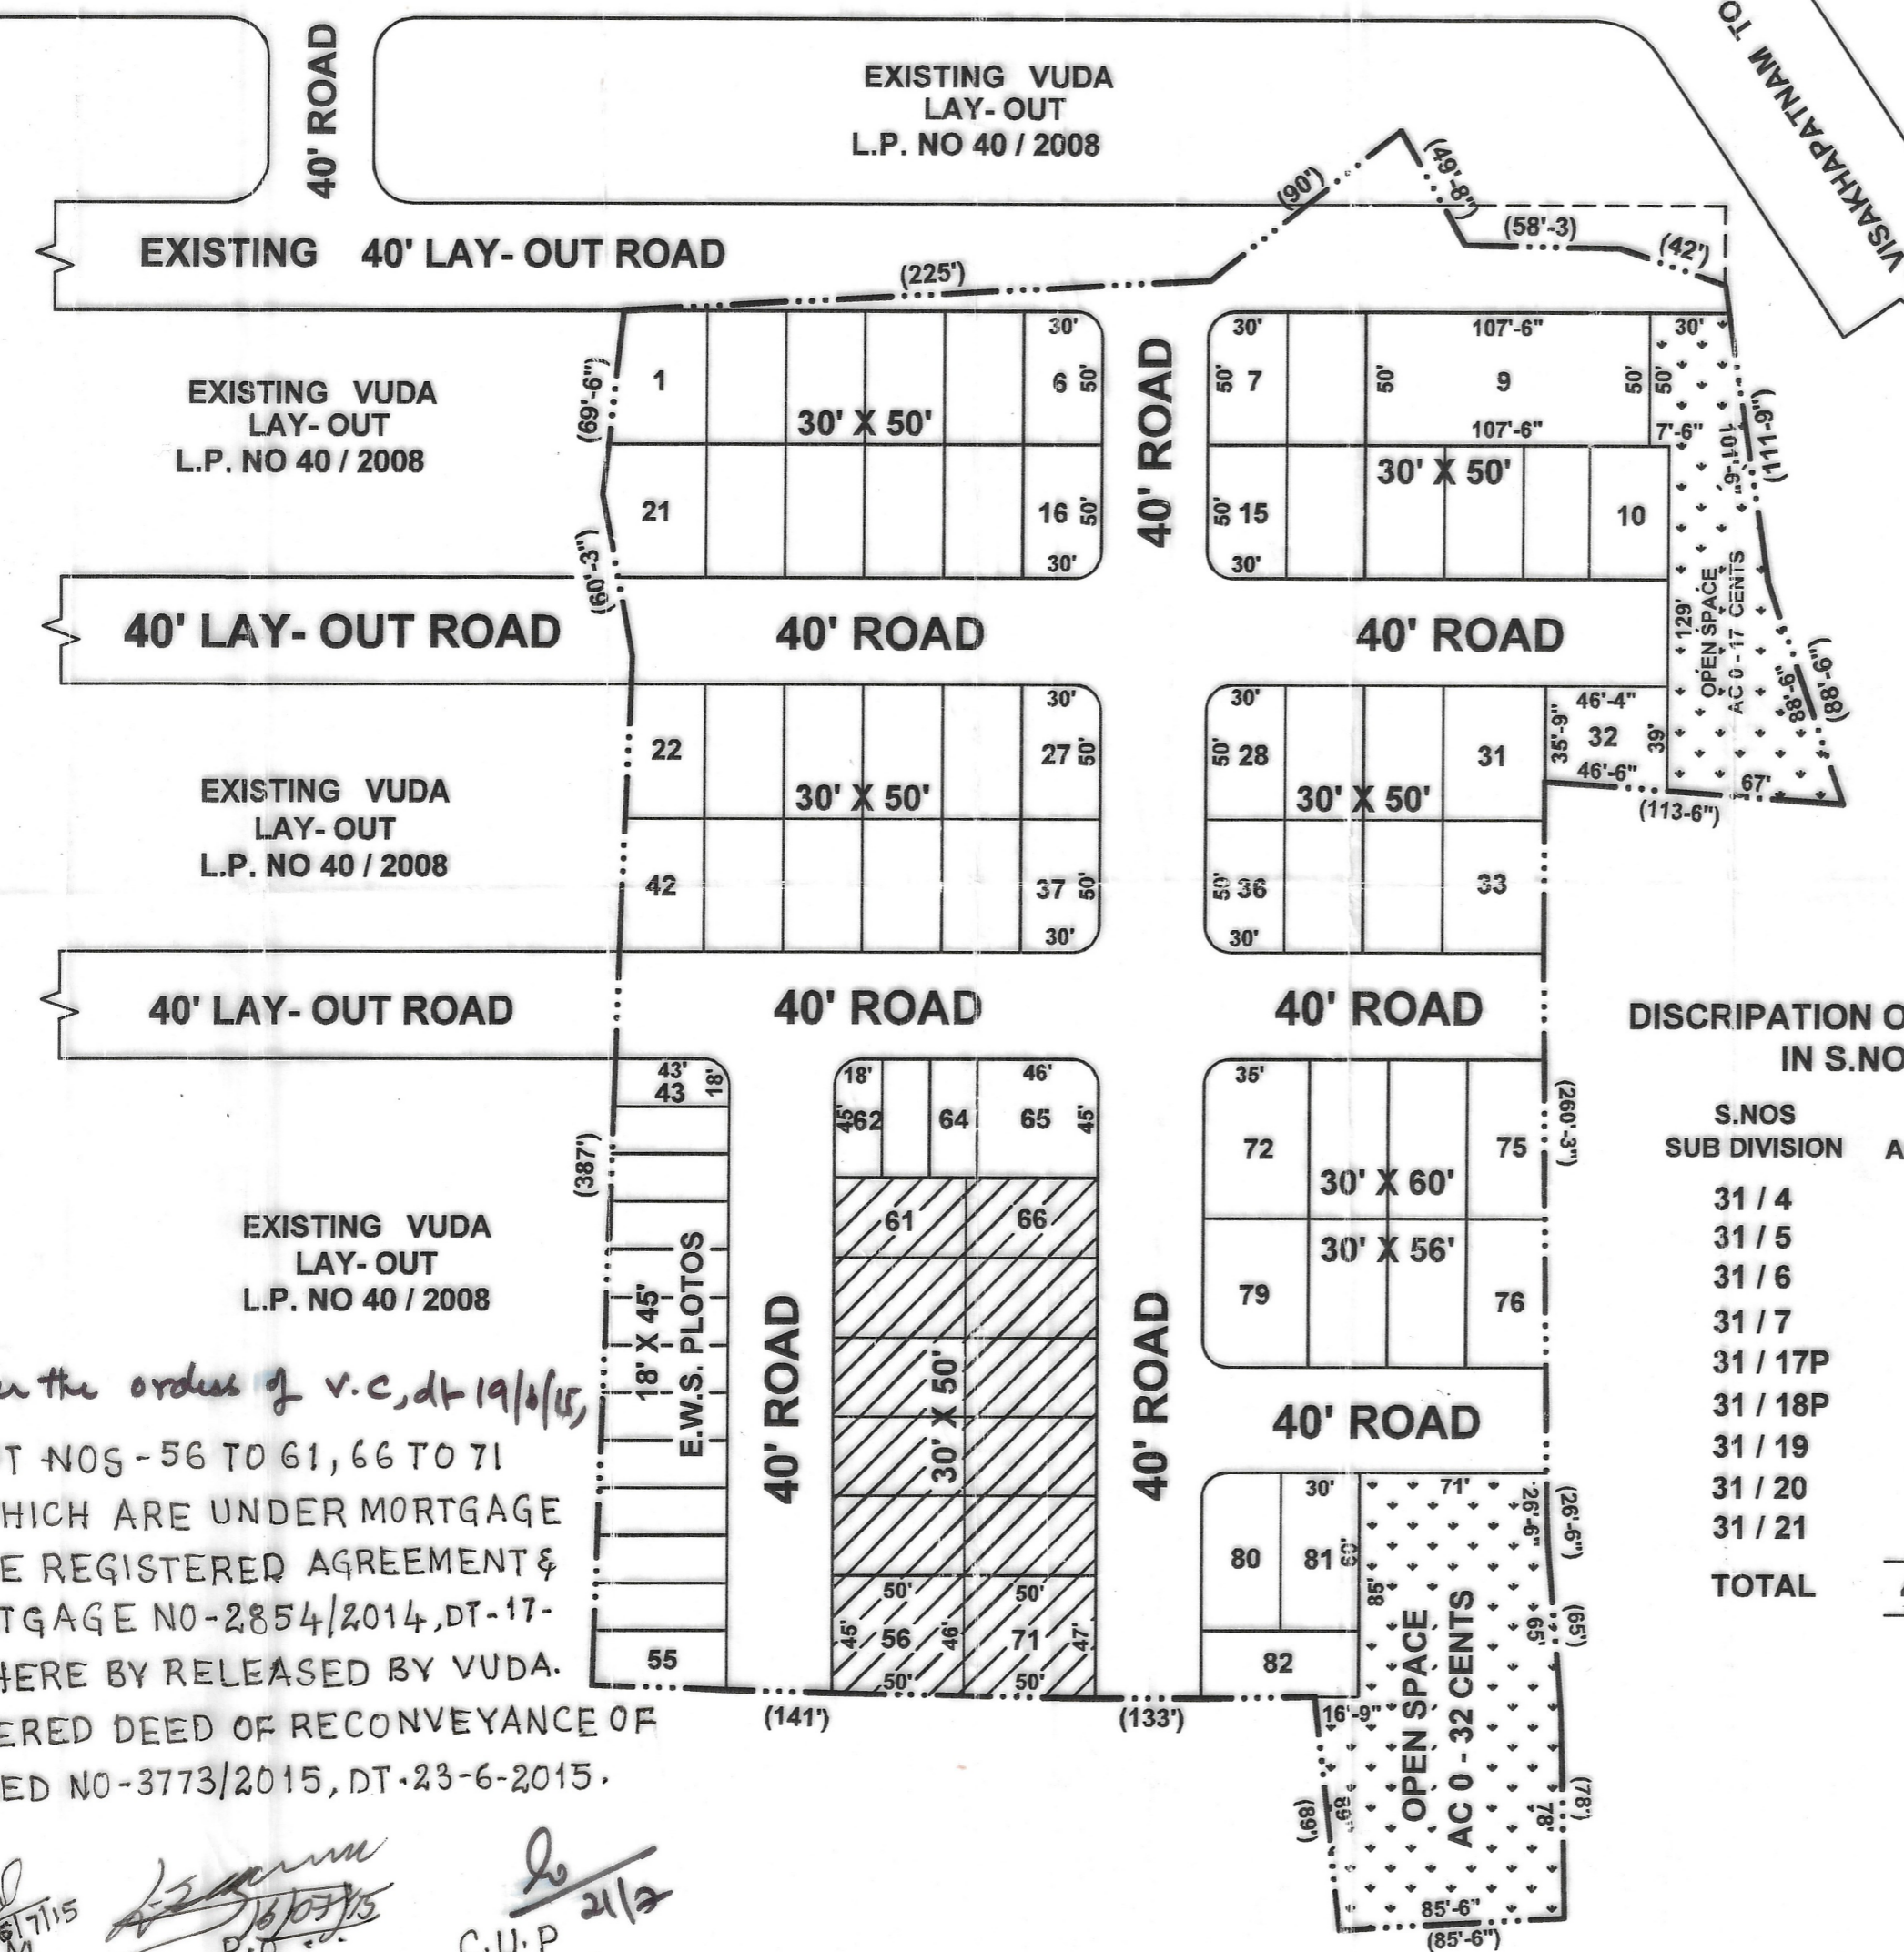 40' ROAD
EXISTING VUDA
LAY- OUT
L.P. NO 40 / 2008
VISAKHAPATNAM TO
EXISTING 40' LAY- OUT ROAD
(225')
(90')
(49'-8")
(58'-3)
(42')
EXISTING VUDA
LAY- OUT
L.P. NO 40 / 2008
(69'-6")
(60'-3")
1
30'
6 50'
30' X 50'
21
16 50'
30'
40' ROAD
30'
50' 7
107'-6"
50' 9 50'
107'-6"
30'
50'
7'-6"
101'-6"
(111-9")
30' X 50'
50' 15
30'
10
OPEN SPACE
AC 0 - 17 CENTS
129'
88'-6"
(88'-6")
40' LAY- OUT ROAD
40' ROAD
40' ROAD
EXISTING VUDA
LAY- OUT
L.P. NO 40 / 2008
22
30'
27 50'
30' X 50'
42
37 50'
30'
30'
50' 28
31
30' X 50'
50' 36
33
30'
46'-4"
35'-9" 32 39'
46'-6"
67'
(113-6")
40' LAY- OUT ROAD
40' ROAD
40' ROAD
DISCRIPATION O
IN S.NO
S.NOS
SUB DIVISION A
31 / 4
31 / 5
31 / 6
31 / 7
31 / 17P
31 / 18P
31 / 19
31 / 20
31 / 21
TOTAL
43'
43 18'
(387')
18' X 45'
E.W.S. PLOTOS
55
40' ROAD
18'
45' 62
64
46'
65 45'
61
66
30' X 50'
50'
50'
45' 56 46'
71 47'
50'
50'
40' ROAD
35'
72
75
30' X 60'
30' X 56'
79
76
(260'-3")
40' ROAD
30'
80
81 60'
82
71'
26'-6"
(26'-6")
85'
65'
(65')
OPEN SPACE
AC 0 - 32 CENTS
16'-9"
89'
(89')
78'
(78')
85'-6"
(85'-6")
(141')
(133')
EXISTING VUDA
LAY- OUT
L.P. NO 40 / 2008
the orders of V.C, dt 19/6/15,
T NOS - 56 TO 61, 66 TO 71
HICH ARE UNDER MORTGAGE
E REGISTERED AGREEMENT &
TGAGE NO-2854/2014, DT-17-
HERE BY RELEASED BY VUDA.
ERED DEED OF RECONVEYANCE OF
ED NO-3773/2015, DT.23-6-2015.
C.U.P